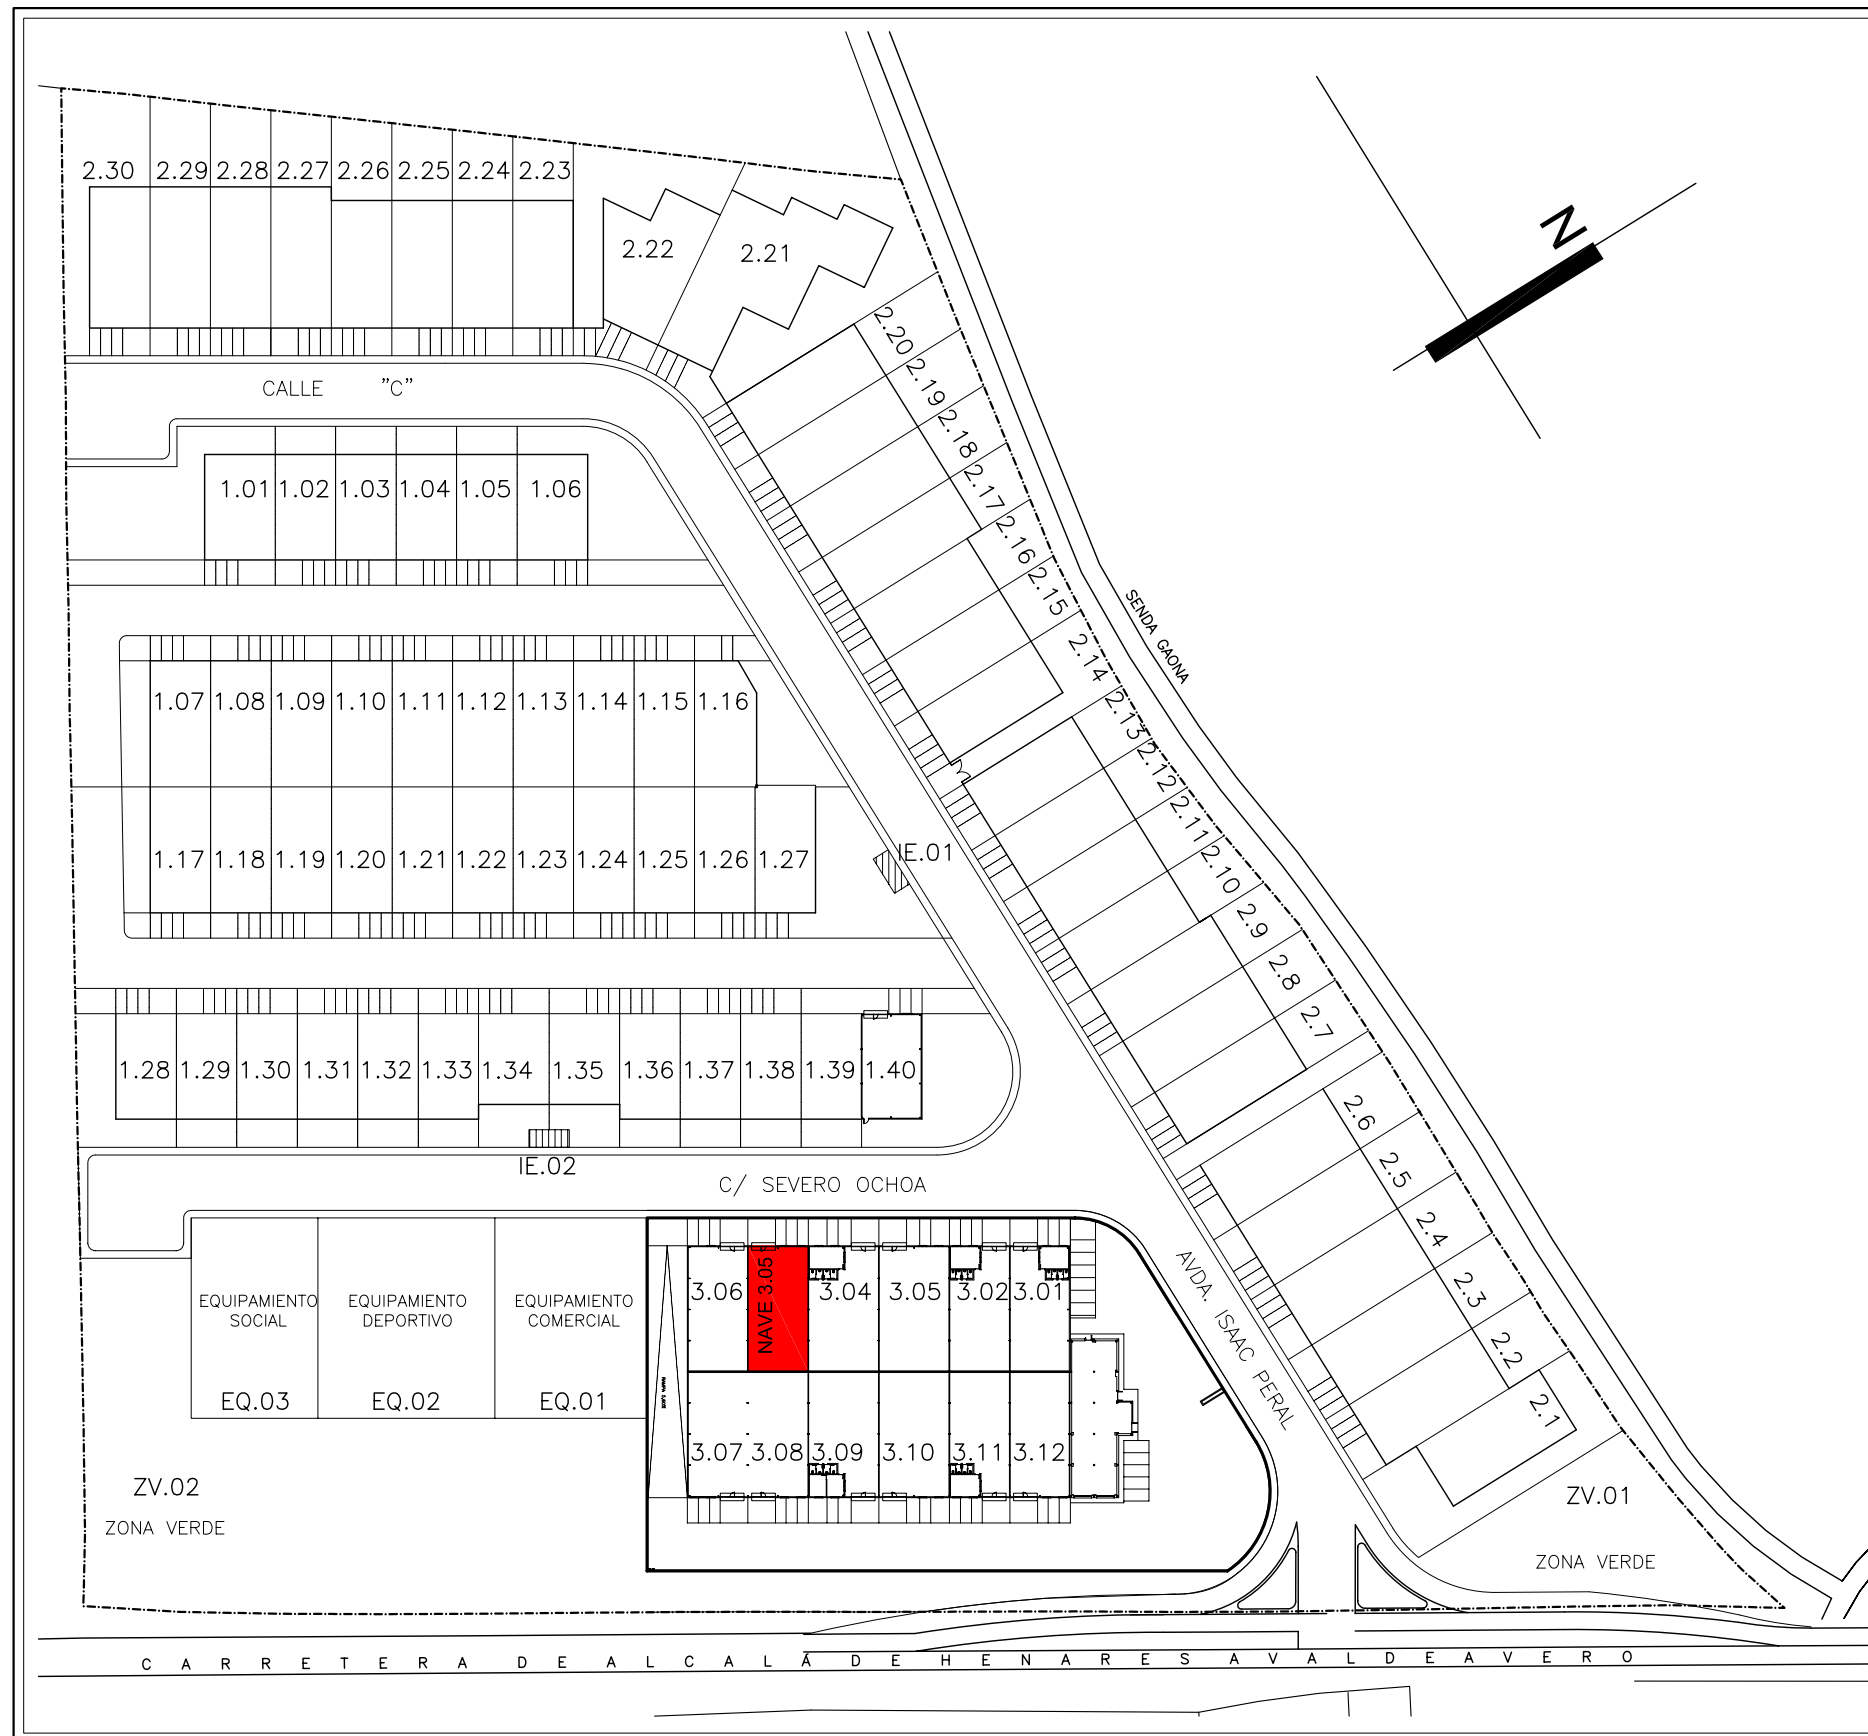 N
2.30 2.29 2.28 2.27 2.26 2.25 2.24 2.23
2.22
2.21
2.20
2.19
2.18
2.17
2.16
2.15
2.14
2.13
2.12
2.11
2.10
2.9
2.8
2.7
2.6
2.5
2.4
2.3
2.2
2.1
SENDA GAONA
CALLE "C"
1.01 1.02 1.03 1.04 1.05 1.06
1.07 1.08 1.09 1.10 1.11 1.12 1.13 1.14 1.15 1.16
1.17 1.18 1.19 1.20 1.21 1.22 1.23 1.24 1.25 1.26 1.27
IE.01
1.28 1.29 1.30 1.31 1.32 1.33 1.34 1.35 1.36 1.37 1.38 1.39 1.40
IE.02
C/ SEVERO OCHOA
AVDA. ISAAC PERAL
EQUIPAMIENTO
SOCIAL
EQ.03
EQUIPAMIENTO
DEPORTIVO
EQ.02
EQUIPAMIENTO
COMERCIAL
EQ.01
3.06
NAVE 3.05
3.04 3.05 3.02 3.01
3.07 3.08 3.09 3.10 3.11 3.12
ZV.02
ZONA VERDE
ZV.01
ZONA VERDE
CARRETERA DE ALCALÁ DE HENARES A VALDEAVERO